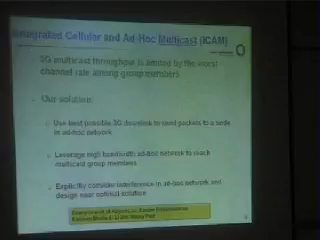 Integrated Cellular and Ad-Hoc Multicast (ICAM)
3G multicast throughput is limited by the worst
channel rate among group members
Our solution:
Use best possible 3G downlink to send packets to a node
in ad-hoc network
Leverage high bandwidth ad-hoc network to reach
multicast group members
Explicitly consider interference in ad-hoc network and
design near optimal solution